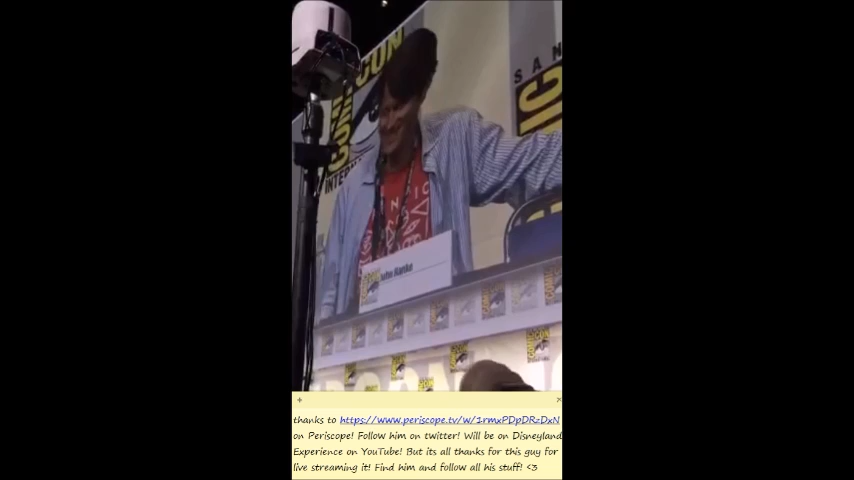 COMIC CON
INTERN
SAN
thanks to https://www.periscope.tv/w/1rmxPDpDRzDxN
on Periscope! Follow him on twitter! Will be on Disneyland
Experience on YouTube! But its all thanks for this guy for
live streaming it! Find him and follow all his stuff! <3